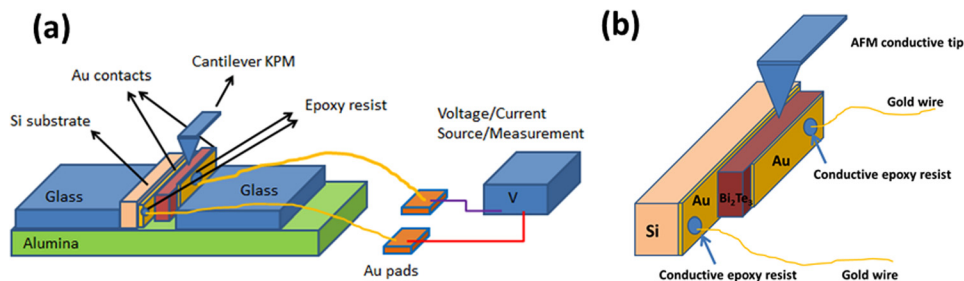 (a)
Au contacts
Cantilever KPM
Si substrate
Epoxy resist
Voltage/Current
Source/Measurement
Glass
Glass
V
Alumina
Au pads
(b)
AFM conductive tip
Gold wire
Au
Conductive epoxy resist
Au
Bi2Te3
Si
Conductive epoxy resist
Gold wire